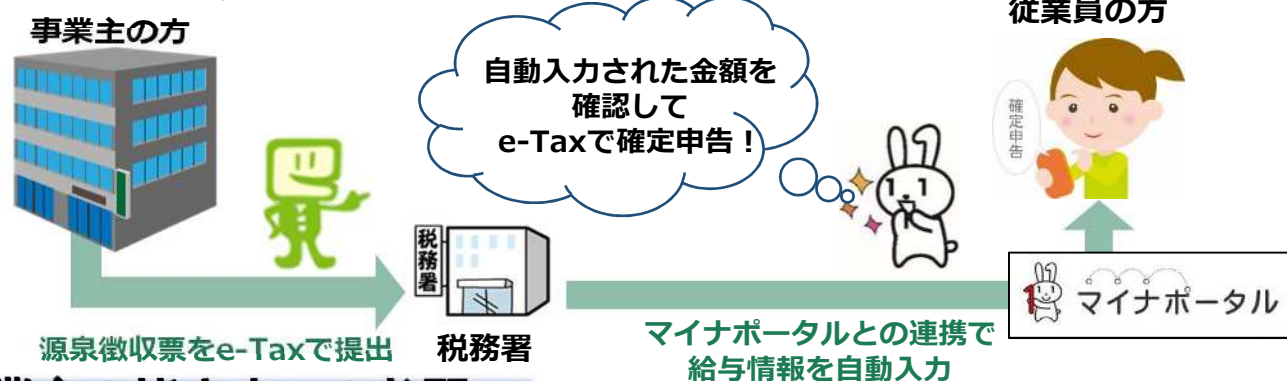 事業主の方
従業員の方
自動入力された金額を
確認して
e-Taxで確定申告！
確定申告
税務署
マイナポータル
源泉徴収票をe-Taxで提出
税務署
マイナポータルとの連携で
給与情報を自動入力